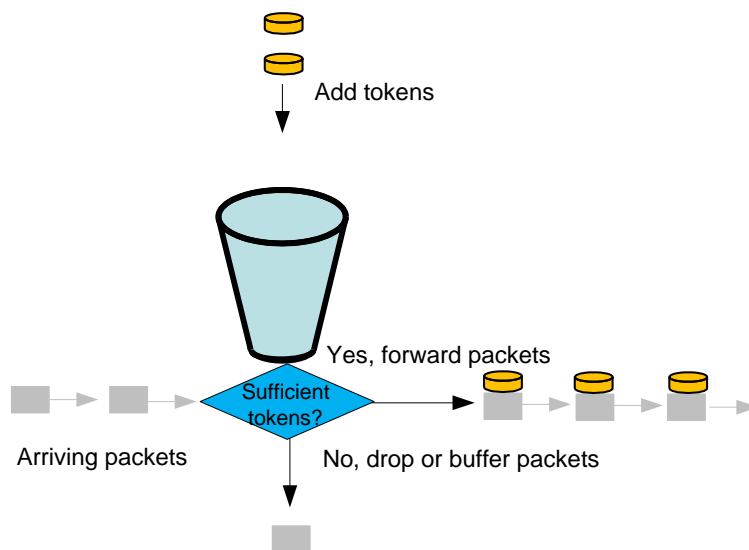 Add tokens
Yes, forward packets
Sufficient
tokens?
Arriving packets
No, drop or buffer packets